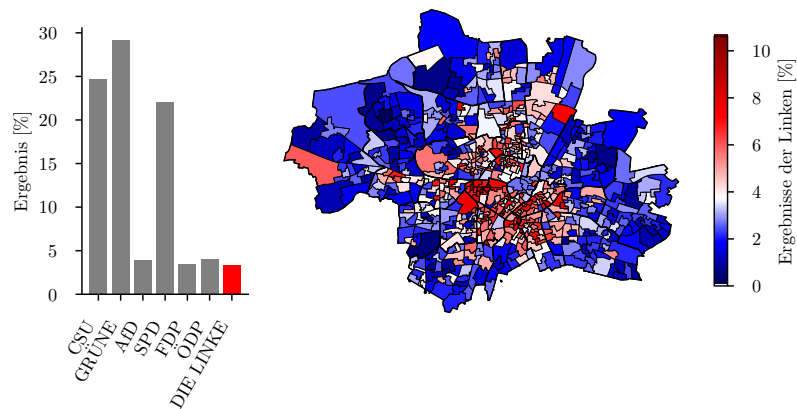 30
25
20
15
10
5
0
Ergebnis [%]
CSU
GRÜNE
AfD
SPD
FDP
ÖDP
DIE LINKE
10
8
6
4
2
0
Ergebnisse der Linken [%]